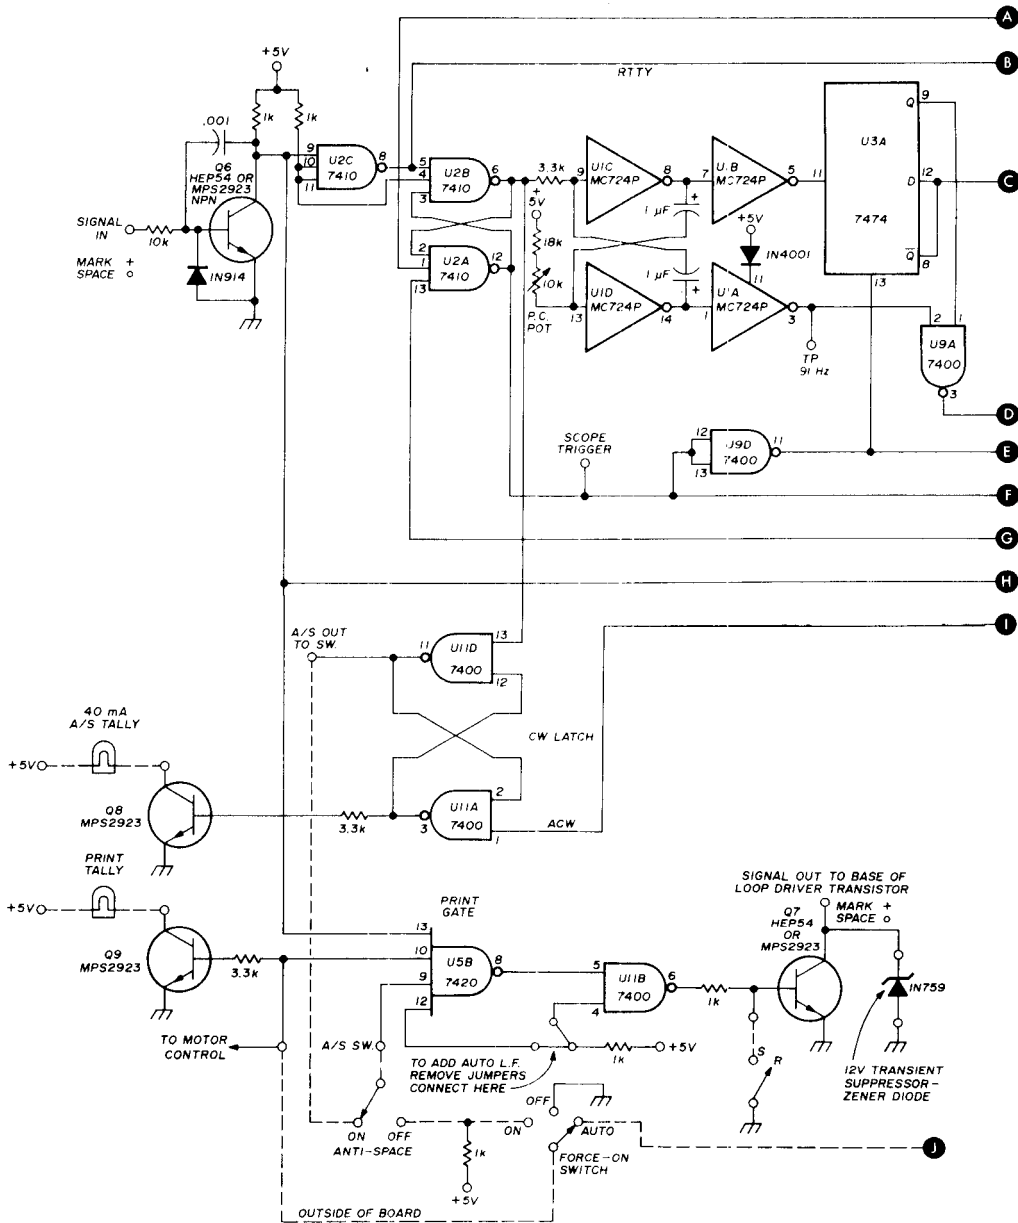 A
+5V
B
RTTY
1k
1k
.001
Q6
HEP54 OR
MPS2923
NPN
9
10
11
U2C
7410
8
5
4
3
U2B
7410
6
3.3k
+
5V
18k
10k
P.C.
POT
9
U1C
MC724P
8
7
U1B
MC724P
5
11
9
Q
U3A
12
D
7474
Q
8
13
C
SIGNAL
IN
10k
MARK +
SPACE o
1N914
2
1
13
U2A
7410
12
1 µF
+
1 µF
+
+5V
1N4001
11
13
U1D
MC724P
14
1
U1A
MC724P
3
TP
91 Hz
2
1
U9A
7400
3
D
SCOPE
TRIGGER
12
13
U9D
7400
11
E
F
G
H
A/S OUT
TO SW.
11
U11D
7400
13
12
I
40 mA
A/S TALLY
+5V
CW LATCH
Q8
MPS2923
3.3k
3
U11A
7400
2
1
ACW
PRINT
TALLY
+5V
PRINT
GATE
SIGNAL OUT TO BASE OF
LOOP DRIVER TRANSISTOR
MARK +
SPACE o
Q7
HEP54
OR
MPS2923
Q9
MPS2923
3.3k
13
10
9
12
U5B
7420
8
5
4
U11B
7400
6
1k
1N759
TO MOTOR
CONTROL
A/S SW.
TO ADD AUTO L.F.
REMOVE JUMPERS
CONNECT HERE
1k
+5V
S
R
12V TRANSIENT
SUPPRESSOR-
ZENER DIODE
OFF
ON
OFF
ANTI-SPACE
ON
AUTO
J
1k
+5V
FORCE-ON
SWITCH
OUTSIDE OF BOARD